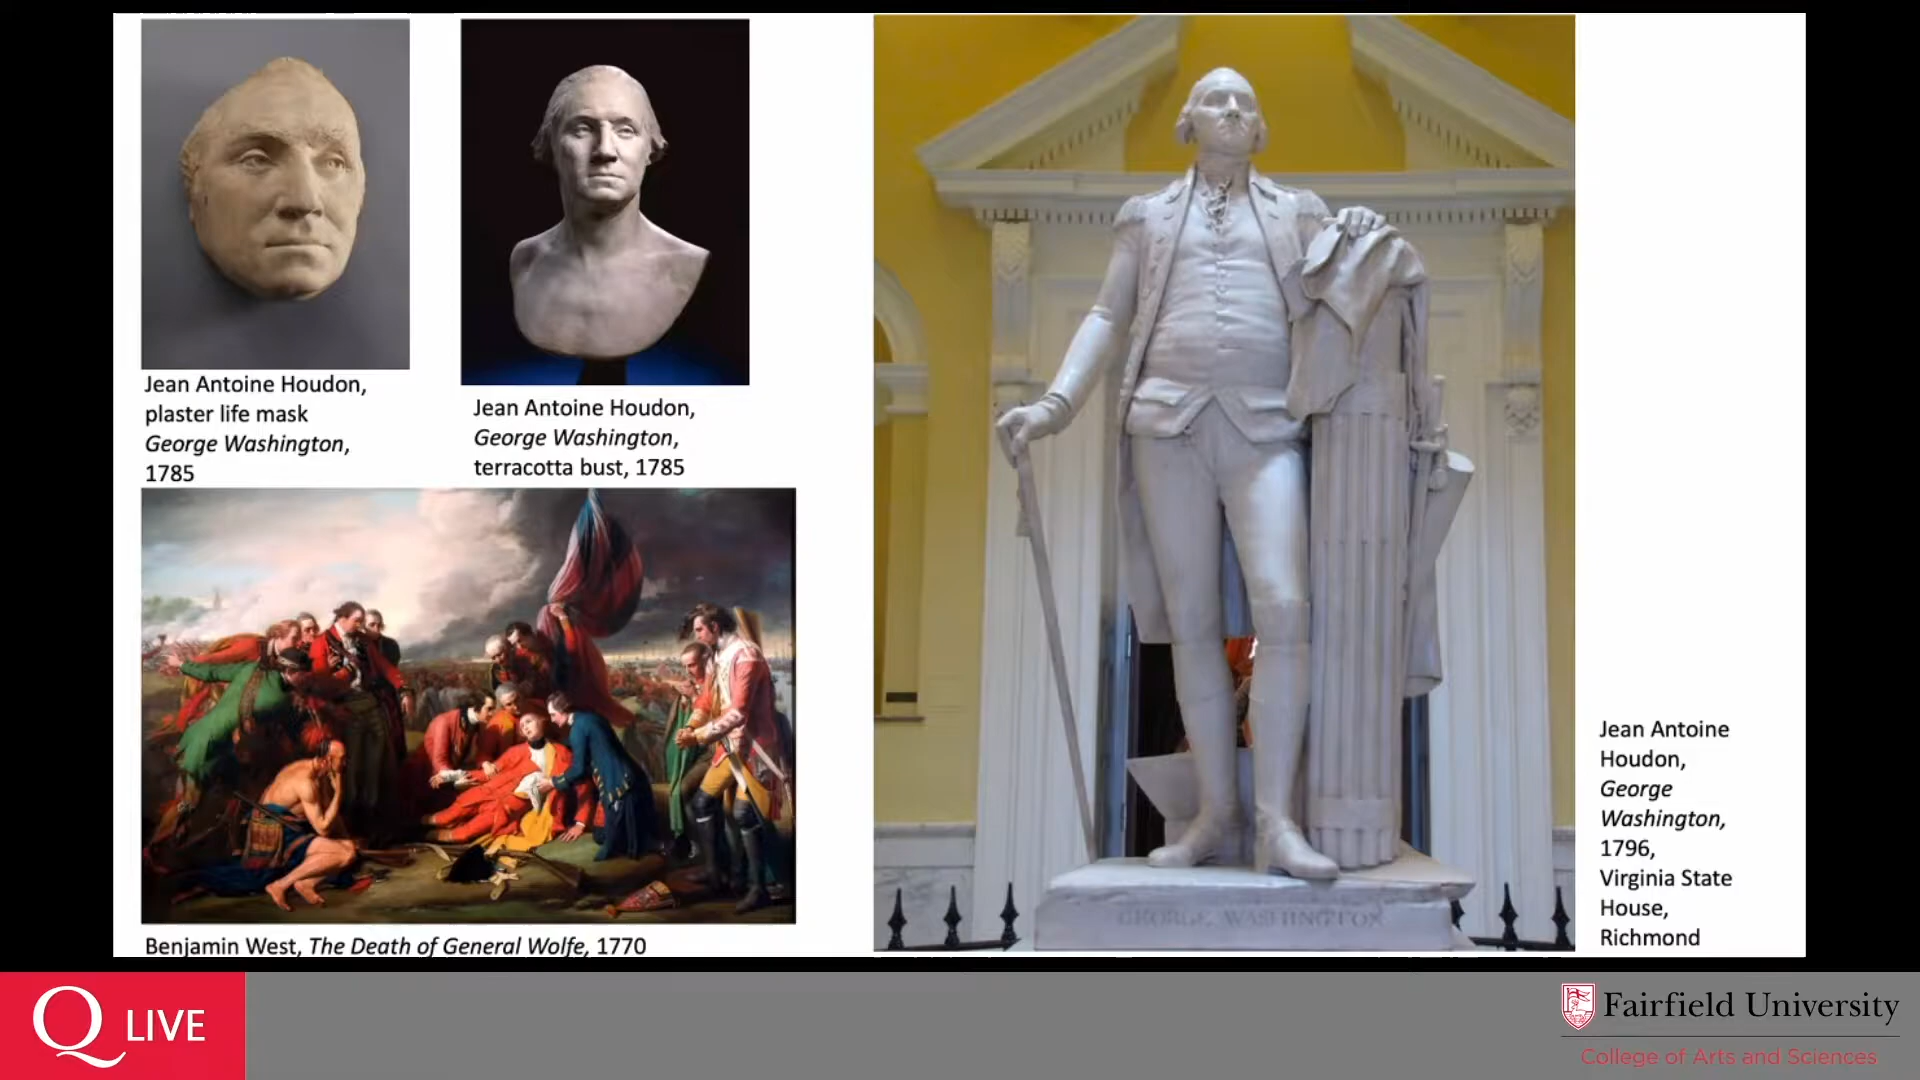 Jean Antoine Houdon,
plaster life mask
George Washington,
1785
Jean Antoine Houdon,
George Washington,
terracotta bust, 1785
Benjamin West, The Death of General Wolfe, 1770
GEORGE WASHINGTON
Jean Antoine
Houdon,
George
Washington,
1796,
Virginia State
House,
Richmond
Q LIVE
Fairfield University
College of Arts and Sciences